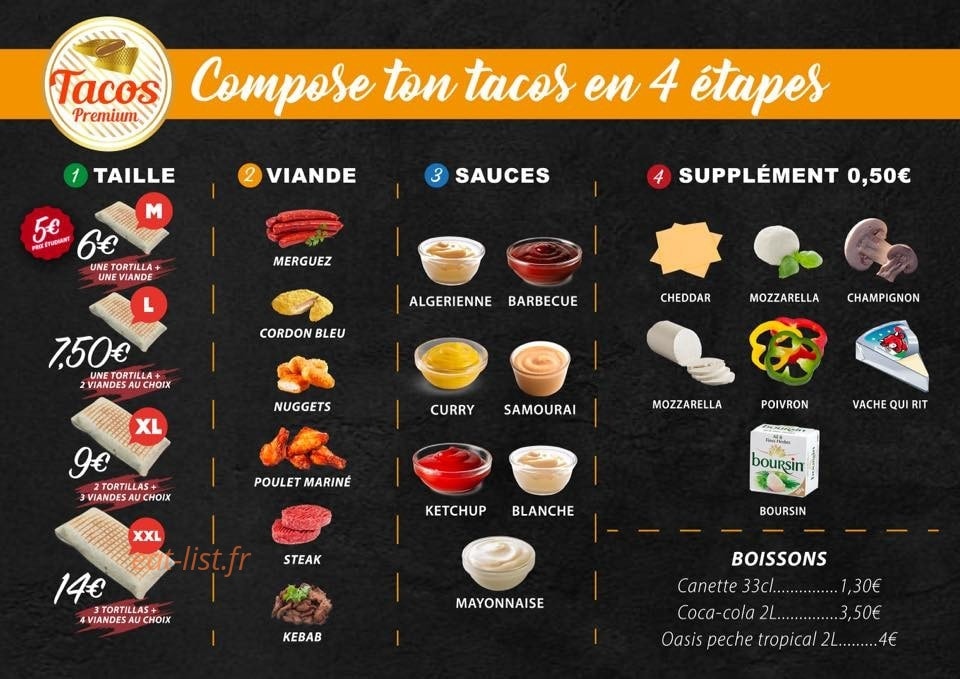 Tacos
Premium
Compose ton tacos en 4 étapes
1 TAILLE
M
5€
PRIX ÉTUDIANT
6€
UNE TORTILLA +
UNE VIANDE
L
7,50€
UNE TORTILLA +
2 VIANDES AU CHOIX
XL
9€
2 TORTILLAS +
3 VIANDES AU CHOIX
XXL
14€
3 TORTILLAS +
4 VIANDES AU CHOIX
2 VIANDE
MERGUEZ
CORDON BLEU
NUGGETS
POULET MARINÉ
STEAK
KEBAB
3 SAUCES
ALGERIENNE BARBECUE
CURRY SAMOURAI
KETCHUP BLANCHE
MAYONNAISE
4 SUPPLÉMENT 0,50€
CHEDDAR MOZZARELLA CHAMPIGNON
MOZZARELLA POIVRON VACHE QUI RIT
boursin
BOURSIN
BOISSONS
Canette 33cl...............1,30€
Coca-cola 2L..............3,50€
Oasis peche tropical 2L.........4€